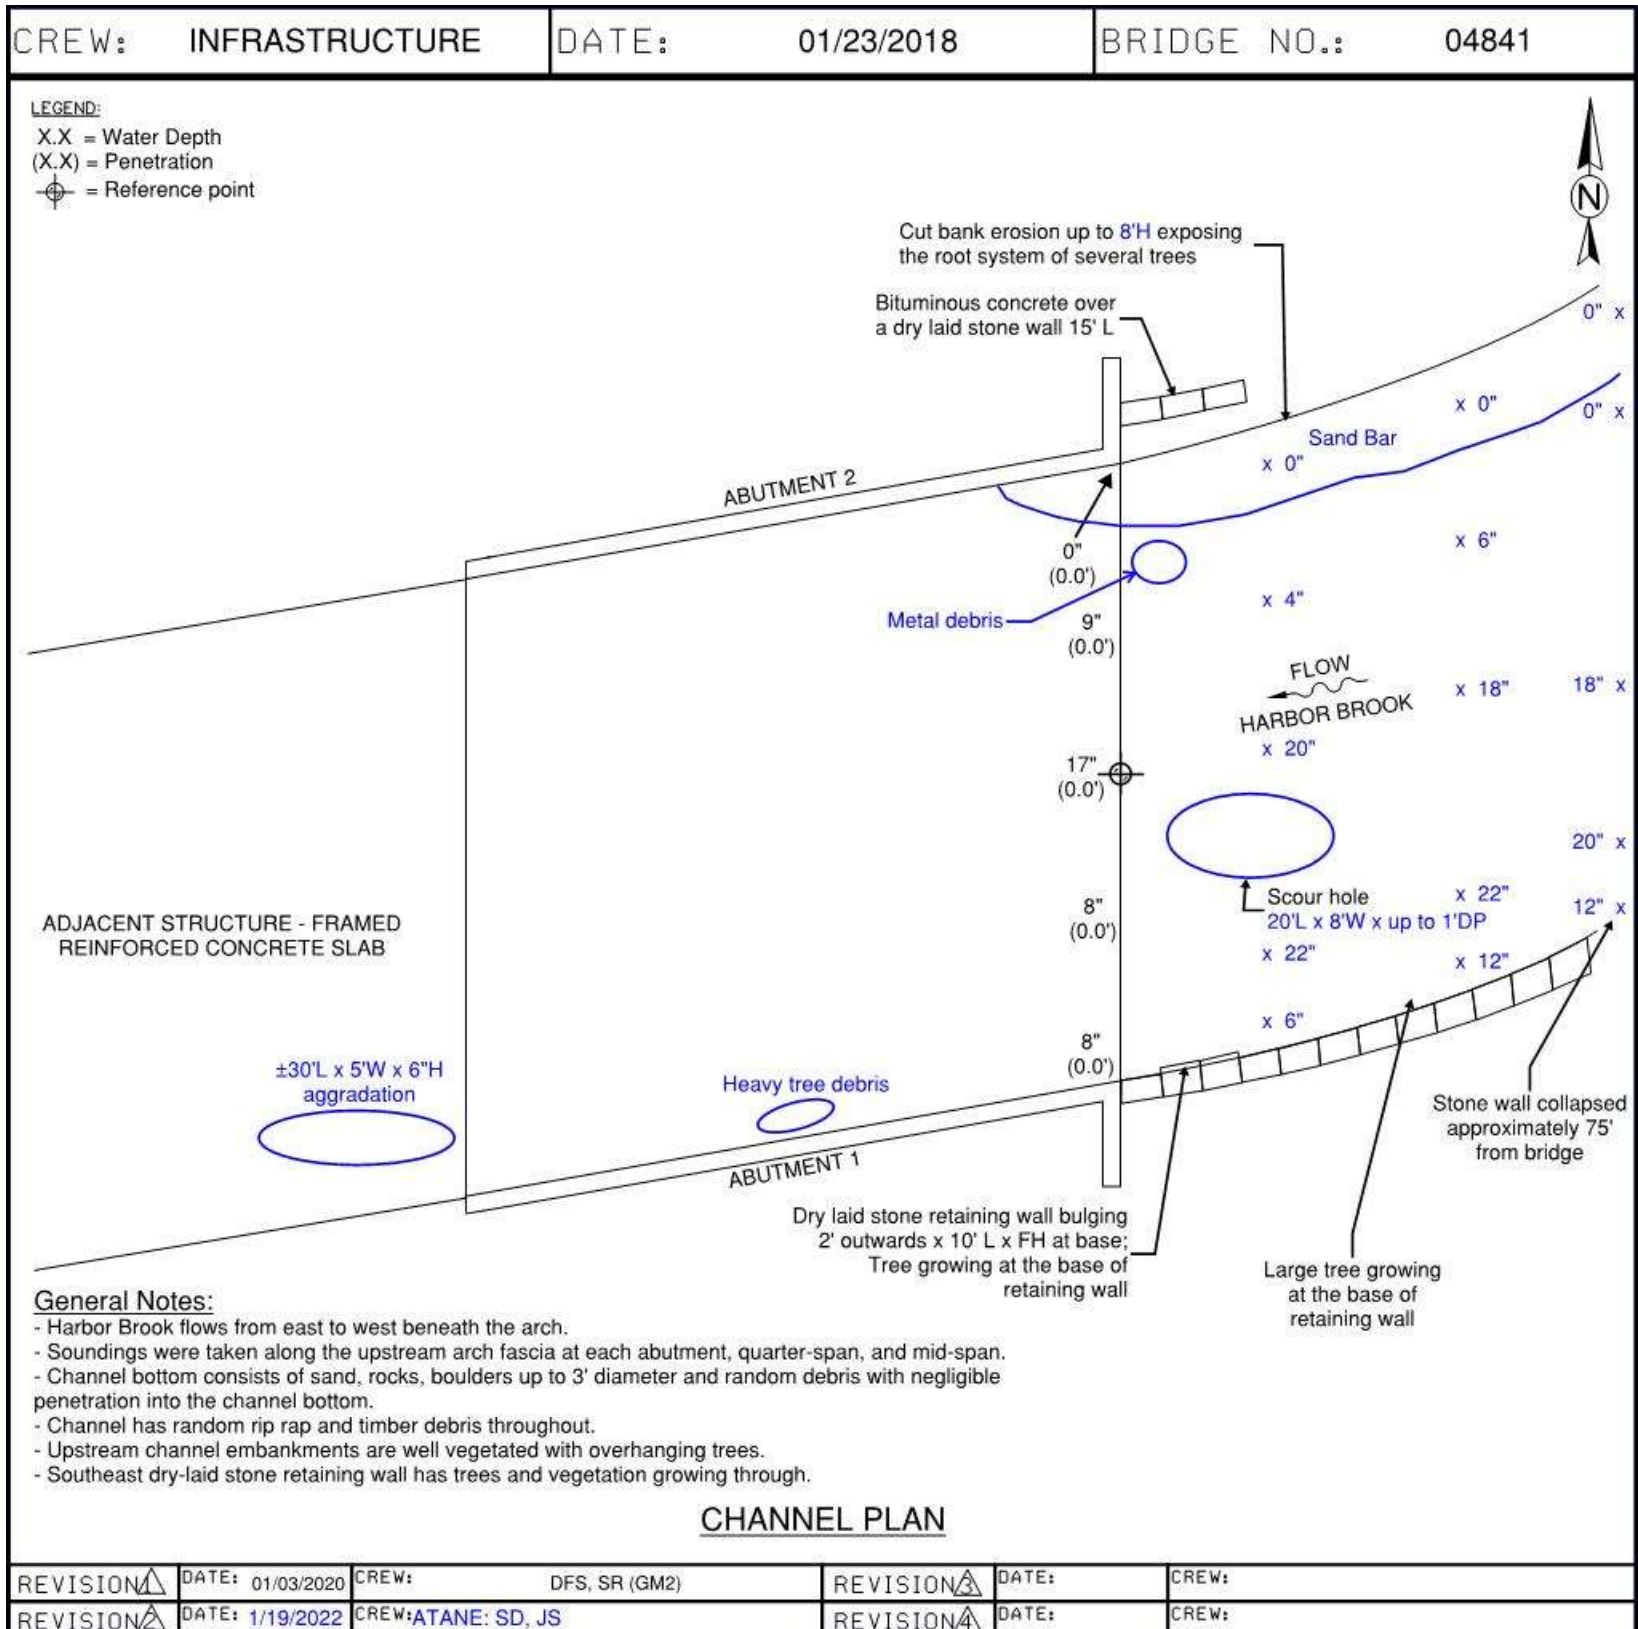 CREW: INFRASTRUCTURE DATE: 01/23/2018 BRIDGE NO.: 04841
LEGEND:
X.X = Water Depth
(X.X) = Penetration
= Reference point
N
Cut bank erosion up to 8'H exposing
the root system of several trees
Bituminous concrete over
a dry laid stone wall 15' L
0" x
x 0"
0" x
Sand Bar
x 0"
ABUTMENT 2
0"
(0.0')
x 6"
x 4"
Metal debris
9"
(0.0')
FLOW
HARBOR BROOK
x 18"
18" x
x 20"
17"
(0.0')
20" x
Scour hole
20'L x 8'W x up to 1'DP
x 22"
12" x
8"
(0.0')
ADJACENT STRUCTURE - FRAMED
REINFORCED CONCRETE SLAB
x 22"
x 12"
x 6"
8"
(0.0')
±30'L x 5'W x 6"H
aggradation
Heavy tree debris
Stone wall collapsed
approximately 75'
from bridge
ABUTMENT 1
Dry laid stone retaining wall bulging
2' outwards x 10' L x FH at base;
Tree growing at the base of
retaining wall
Large tree growing
at the base of
retaining wall
General Notes:
- Harbor Brook flows from east to west beneath the arch.
- Soundings were taken along the upstream arch fascia at each abutment, quarter-span, and mid-span.
- Channel bottom consists of sand, rocks, boulders up to 3' diameter and random debris with negligible
penetration into the channel bottom.
- Channel has random rip rap and timber debris throughout.
- Upstream channel embankments are well vegetated with overhanging trees.
- Southeast dry-laid stone retaining wall has trees and vegetation growing through.
CHANNEL PLAN
REVISION 1 DATE: 01/03/2020 CREW: DFS, SR (GM2) REVISION 3 DATE: CREW:
REVISION 2 DATE: 1/19/2022 CREW: ATANE: SD, JS REVISION 4 DATE: CREW: